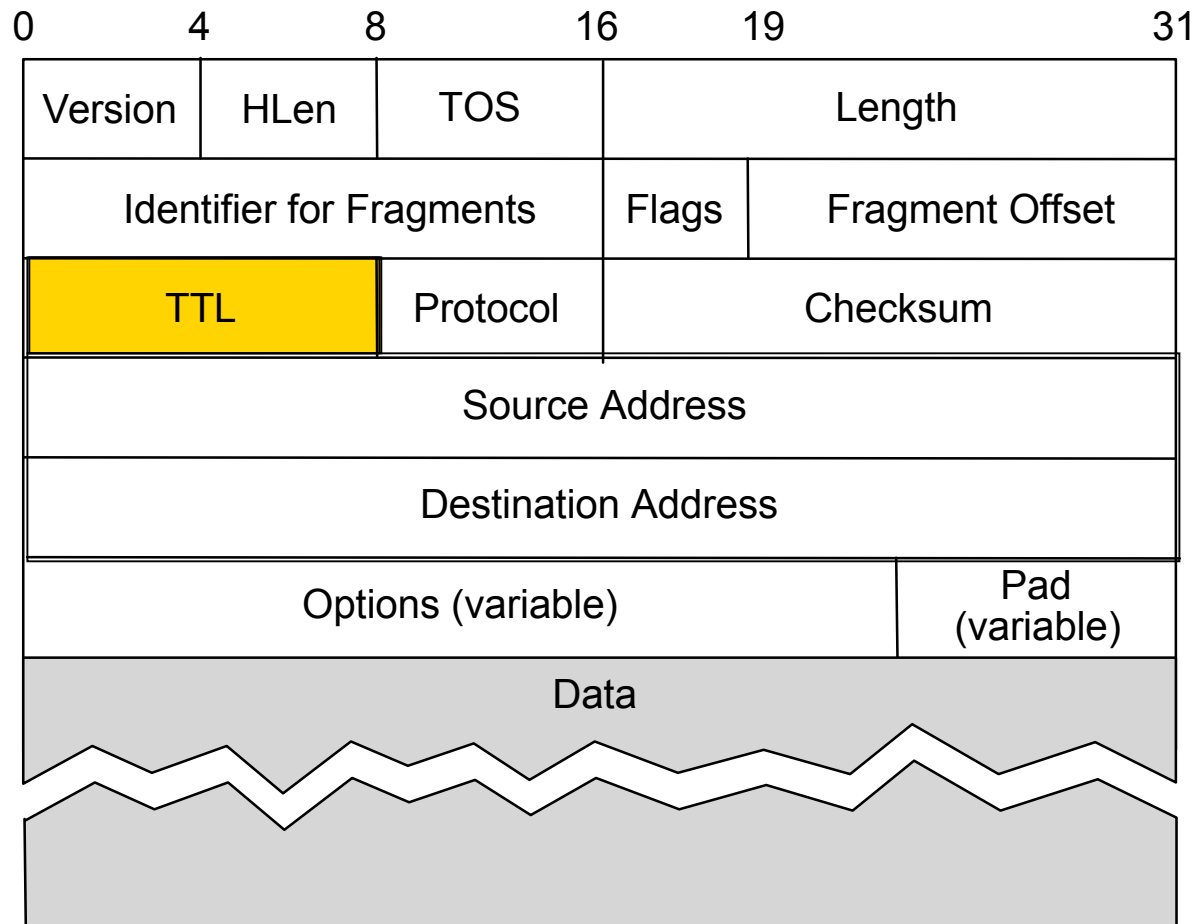 0 4 8 16 19 31
Version HLen TOS Length
Identifier for Fragments Flags Fragment Offset
TTL Protocol Checksum
Source Address
Destination Address
Options (variable) Pad
(variable)
Data